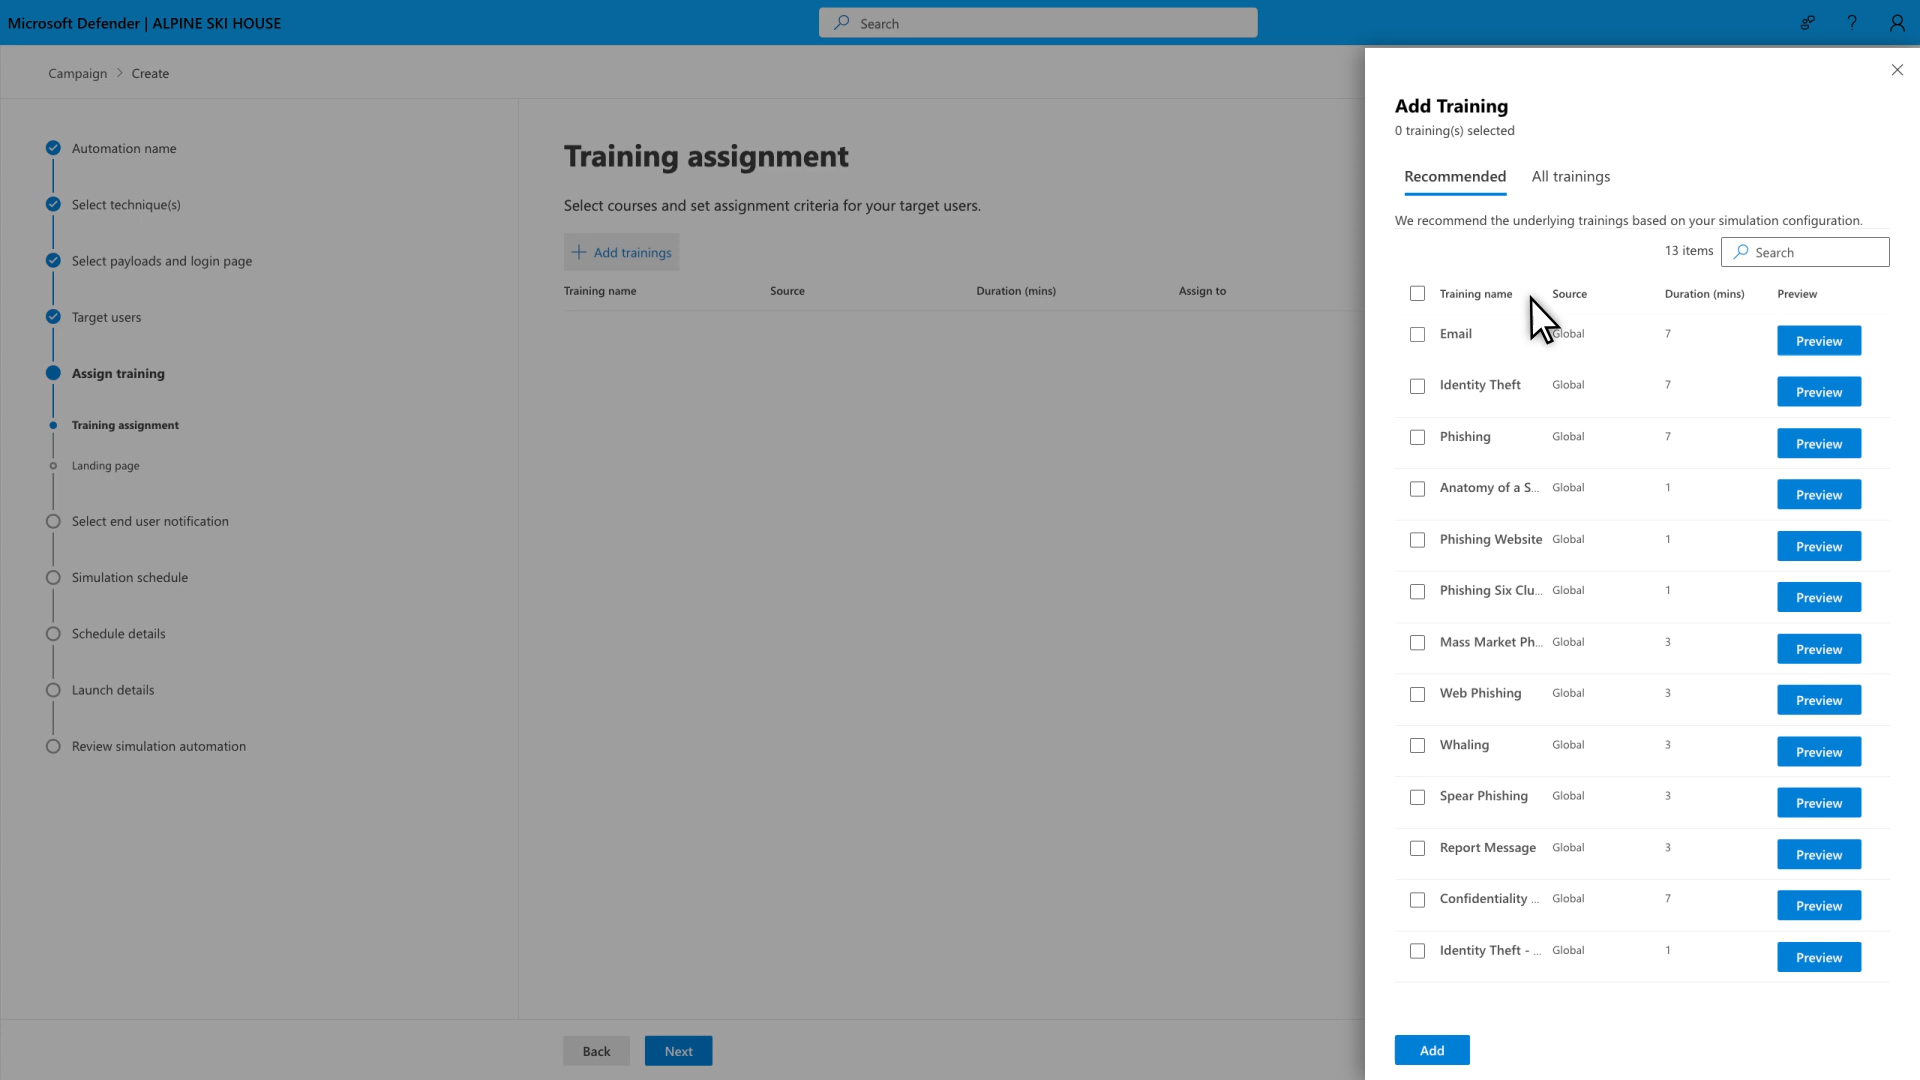 Microsoft Defender | ALPINE SKI HOUSE
Search
?
Campaign > Create
Automation name
Select technique(s)
Select payloads and login page
Target users
Assign training
Training assignment
Landing page
Select end user notification
Simulation schedule
Schedule details
Launch details
Review simulation automation
Training assignment
Select courses and set assignment criteria for your target users.
+ Add trainings
Training name Source Duration (mins) Assign to
Back Next
Add Training
0 training(s) selected
Recommended All trainings
We recommend the underlying trainings based on your simulation configuration.
13 items Search
Training name Source Duration (mins) Preview
Email Global 7 Preview
Identity Theft Global 7 Preview
Phishing Global 7 Preview
Anatomy of a S... Global 1 Preview
Phishing Website Global 1 Preview
Phishing Six Clu... Global 1 Preview
Mass Market Ph... Global 3 Preview
Web Phishing Global 3 Preview
Whaling Global 3 Preview
Spear Phishing Global 3 Preview
Report Message Global 3 Preview
Confidentiality ... Global 7 Preview
Identity Theft - ... Global 1 Preview
Add